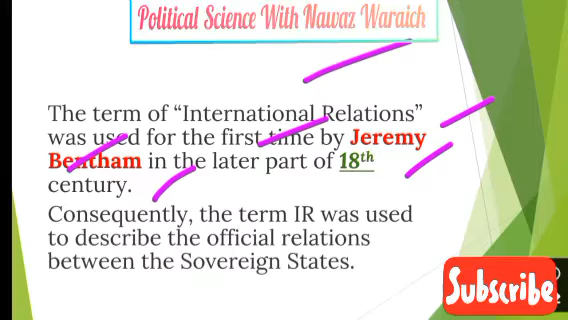 Political Science With Nawaz Waraich
The term of “International Relations”
was used for the first time by Jeremy
Bentham in the later part of 18th
century.
Consequently, the term IR was used
to describe the official relations
between the Sovereign States.
Subscribe